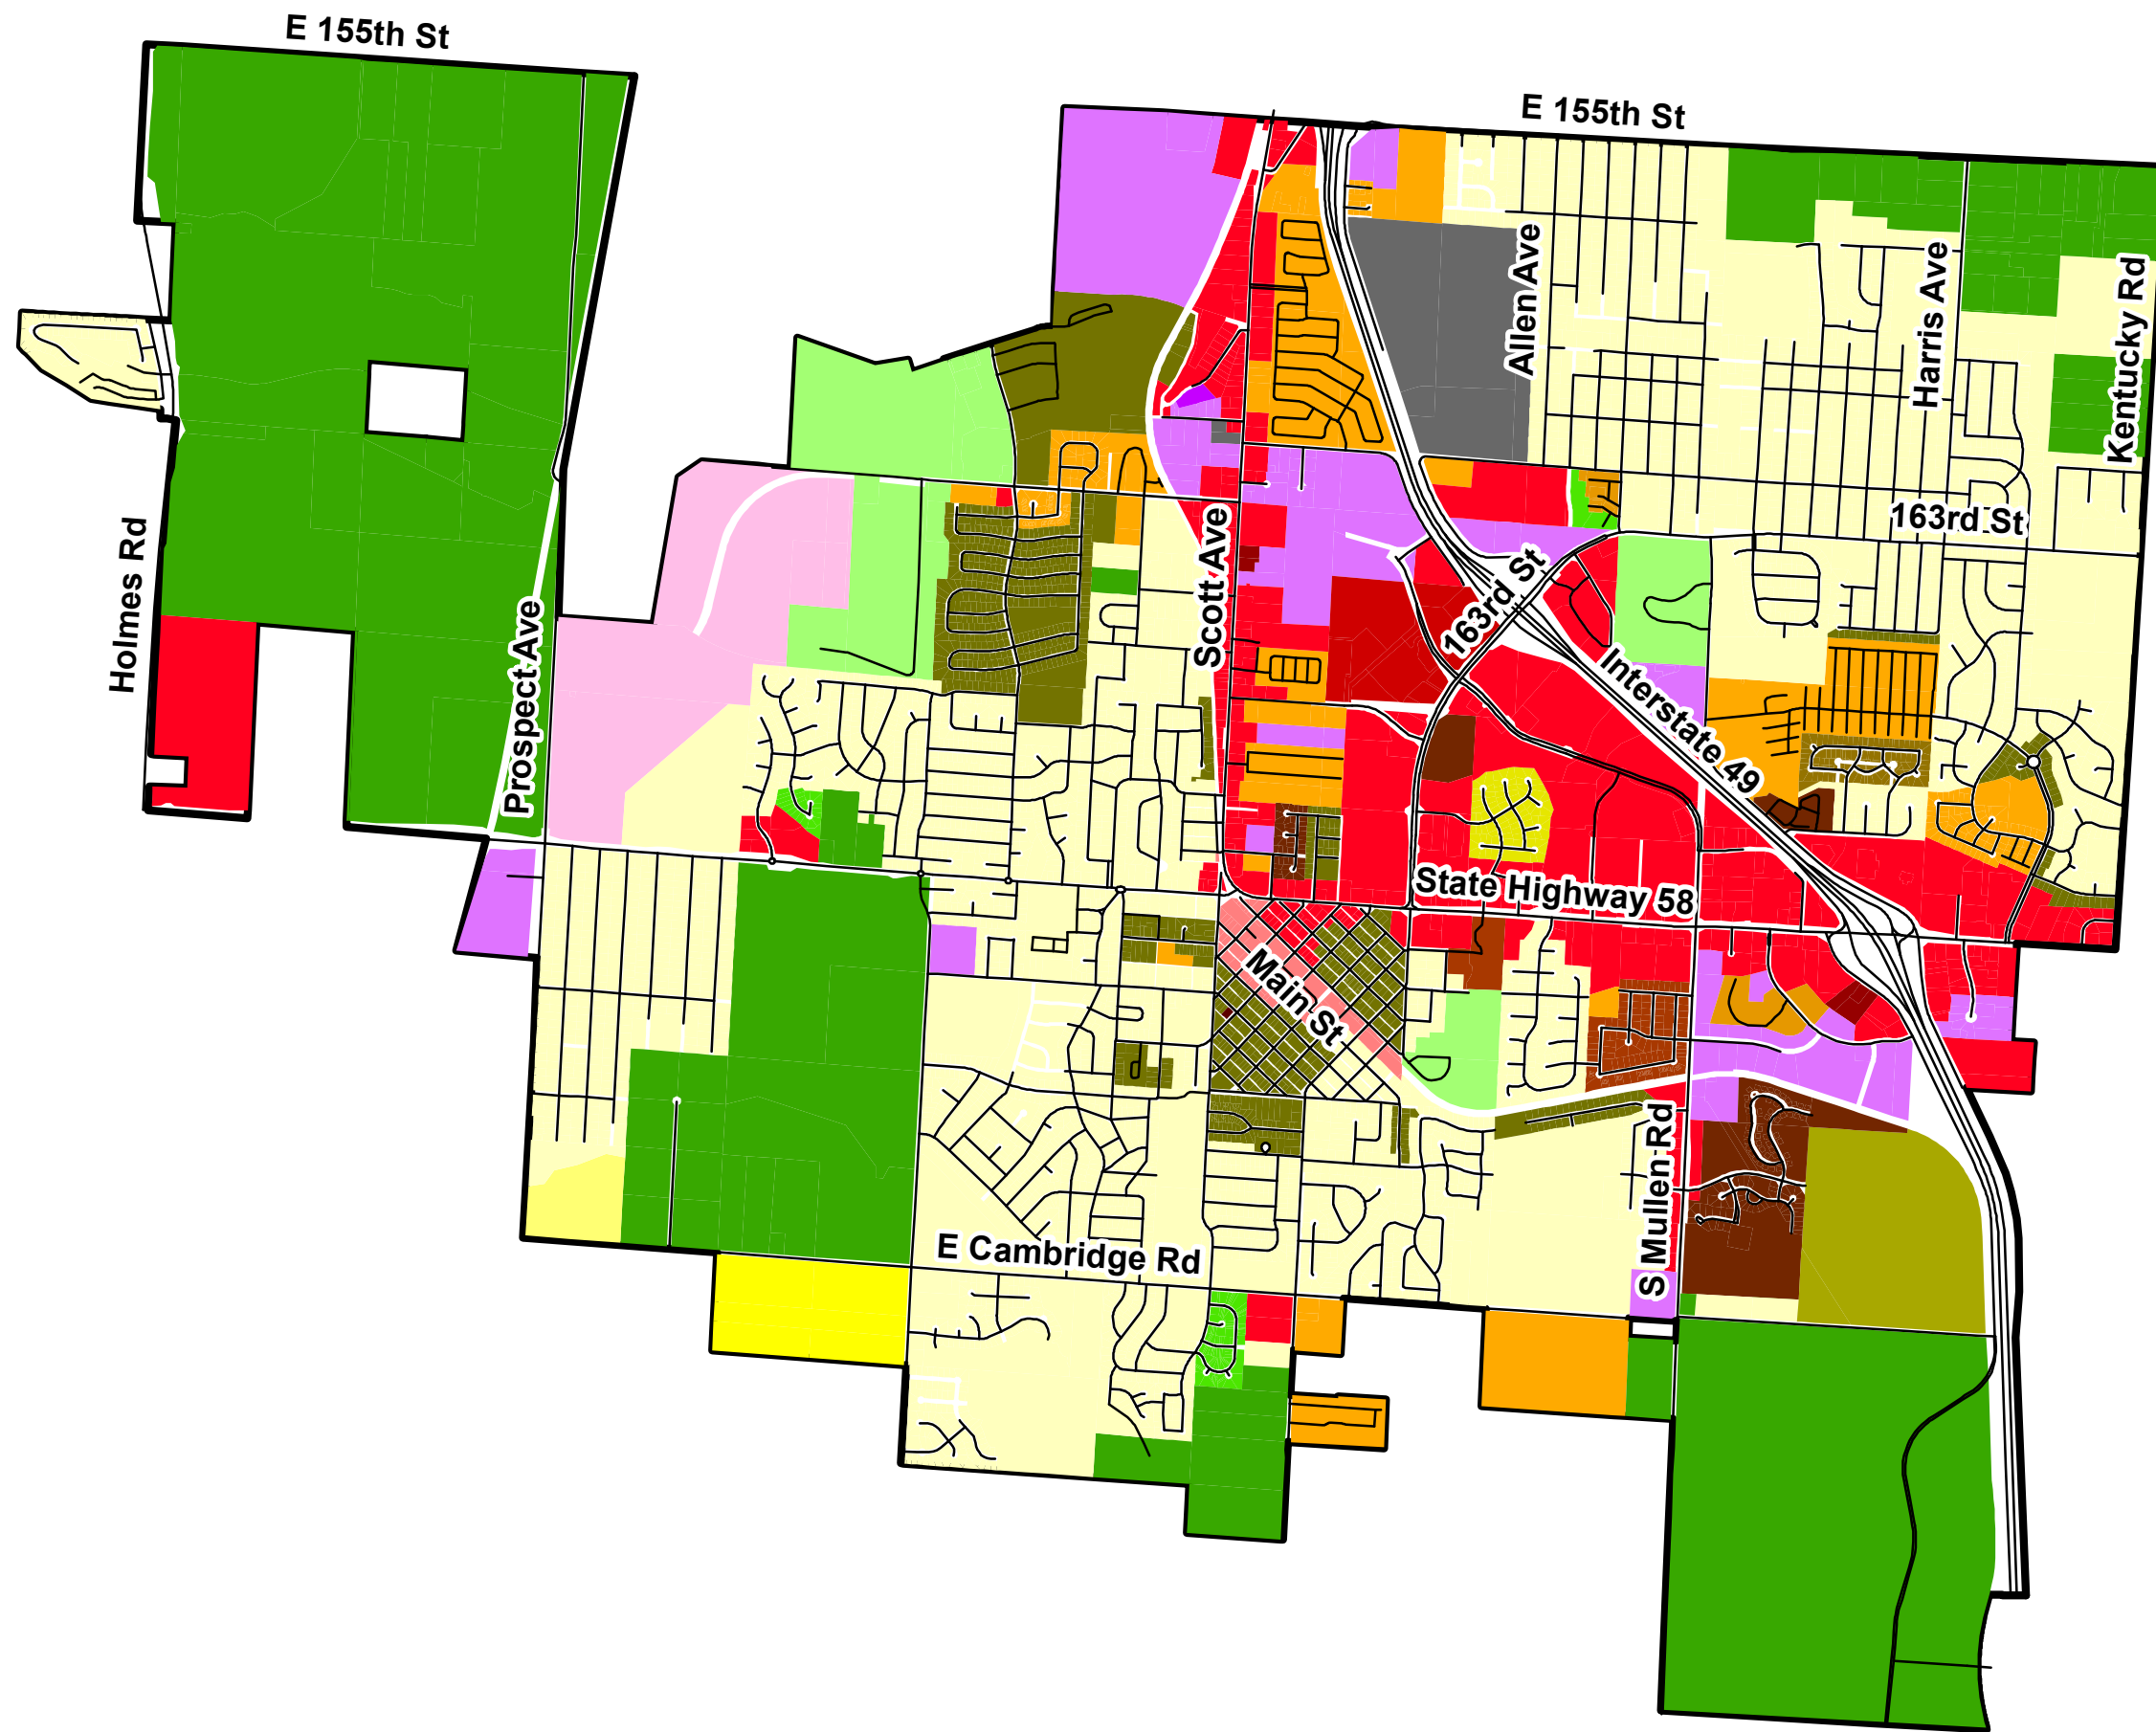 E 155th St
E 155th St
Allen Ave
Harris Ave
Kentucky Rd
163rd St
Holmes Rd
Prospect Ave
Scott Ave
163rd St
Interstate 49
State Highway 58
Main St
S Mullen Rd
E Cambridge Rd